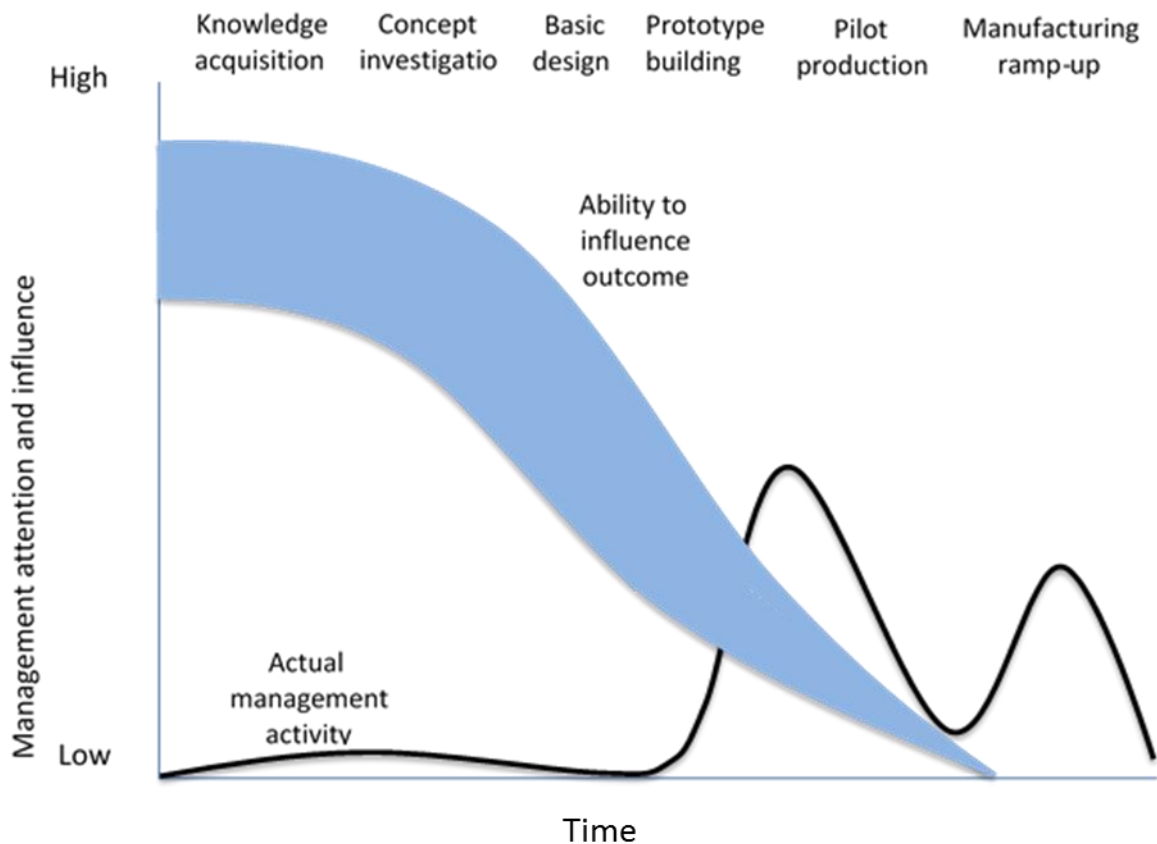 Knowledge
acquisition
Concept
investigatio
Basic
design
Prototype
building
Pilot
production
Manufacturing
ramp-up
High
Ability to
influence
outcome
Management attention and influence
Actual
management
activity
Low
Time